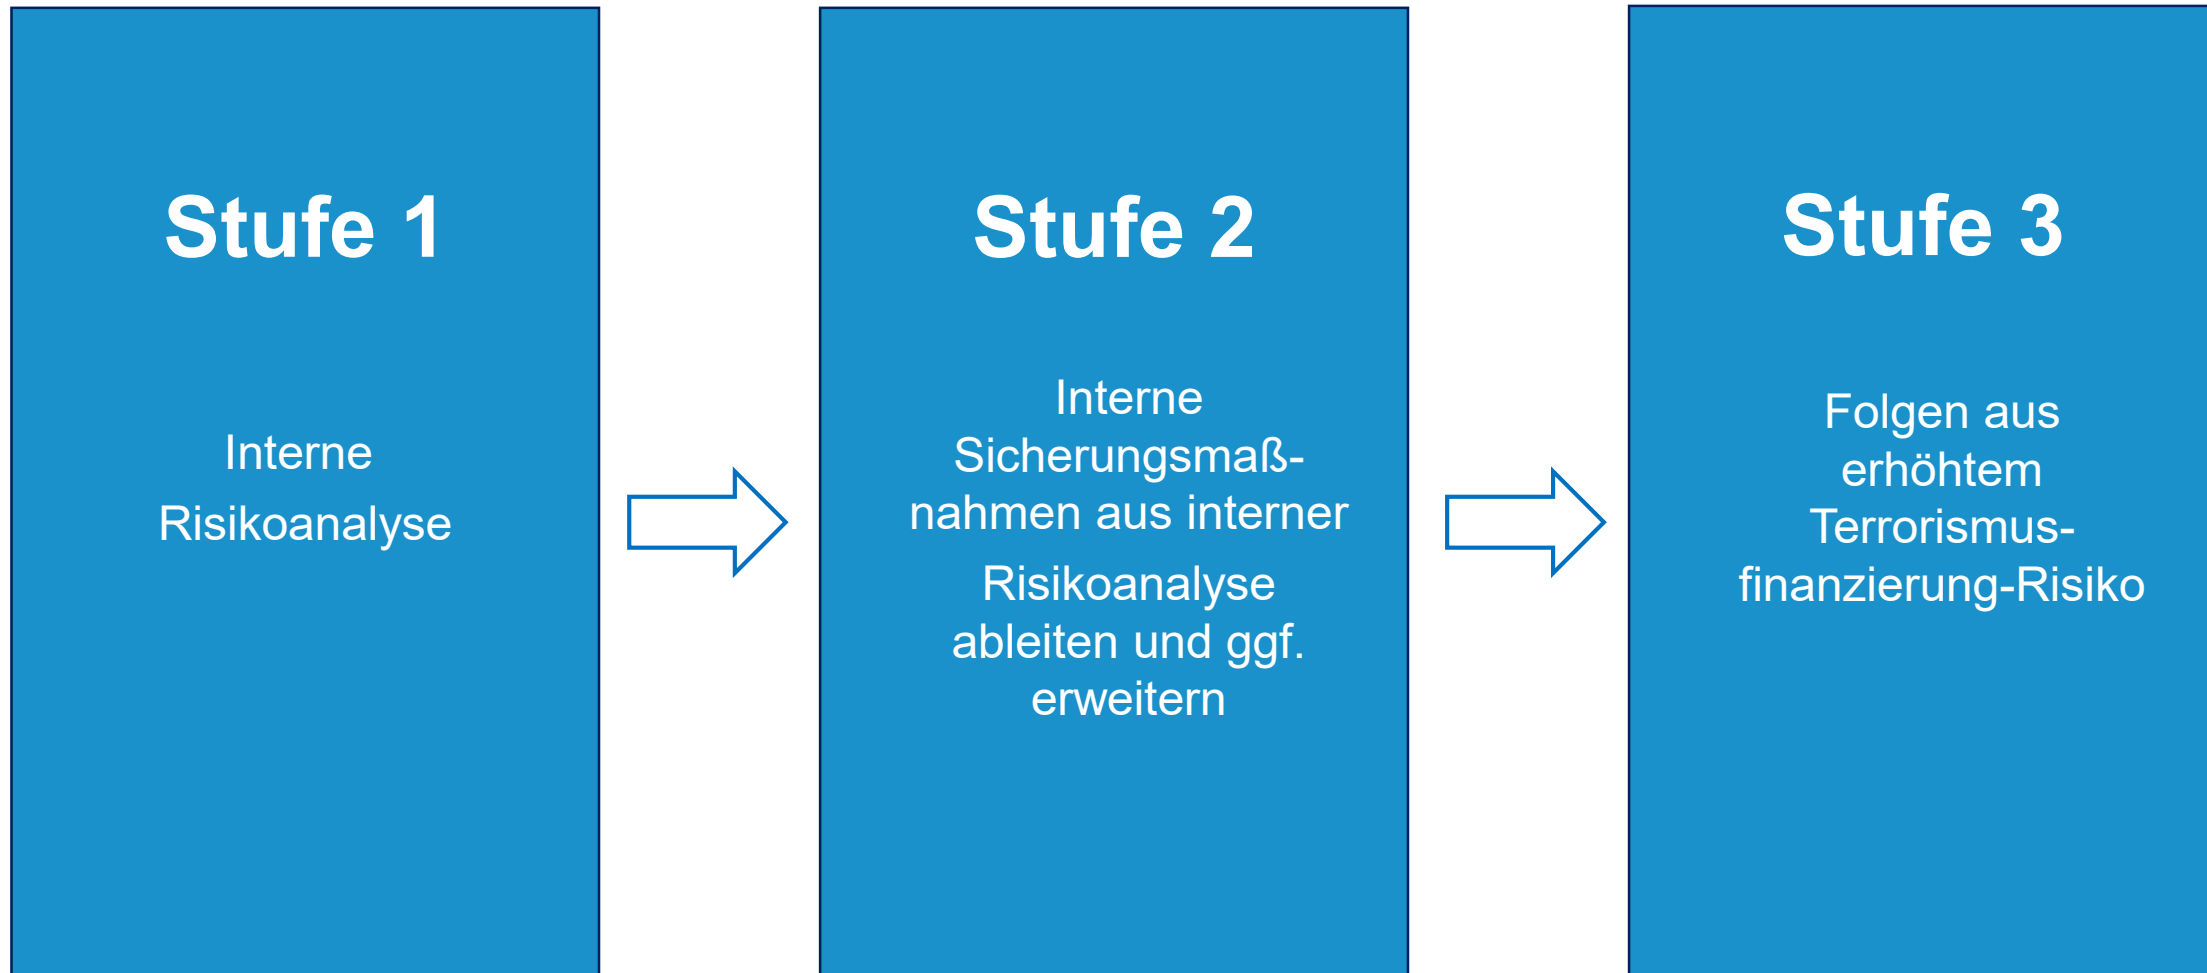 Stufe 1
Interne
Risikoanalyse
Stufe 2
Interne
Sicherungsmaß-
nahmen aus interner
Risikoanalyse
ableiten und ggf.
erweitern
Stufe 3
Folgen aus
erhöhtem
Terrorismus-
finanzierung-Risiko